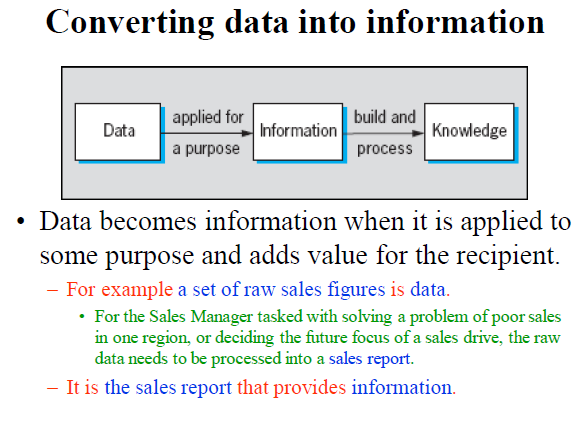 Converting data into information
Data
applied for
a purpose
Information
build and
process
Knowledge
• Data becomes information when it is applied to
some purpose and adds value for the recipient.
– For example a set of raw sales figures is data.
• For the Sales Manager tasked with solving a problem of poor sales
in one region, or deciding the future focus of a sales drive, the raw
data needs to be processed into a sales report.
– It is the sales report that provides information.